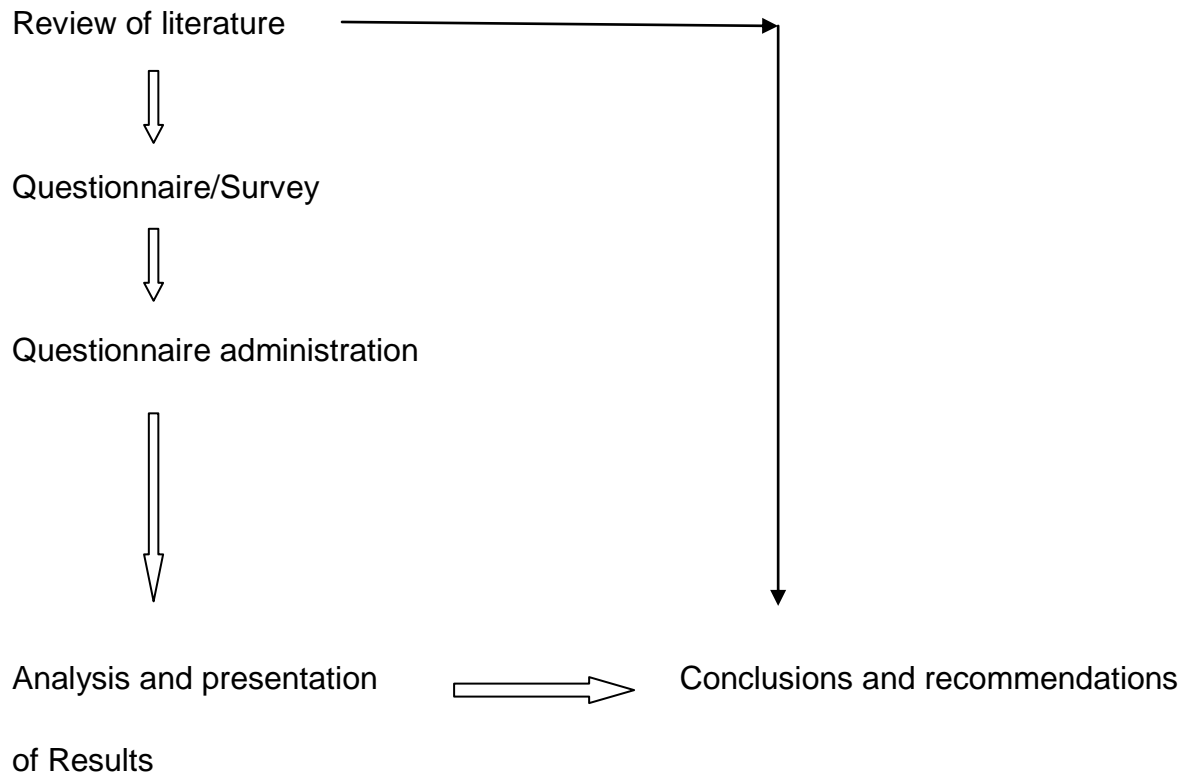 Review of literature
Questionnaire/Survey
Questionnaire administration
Analysis and presentation
of Results
Conclusions and recommendations